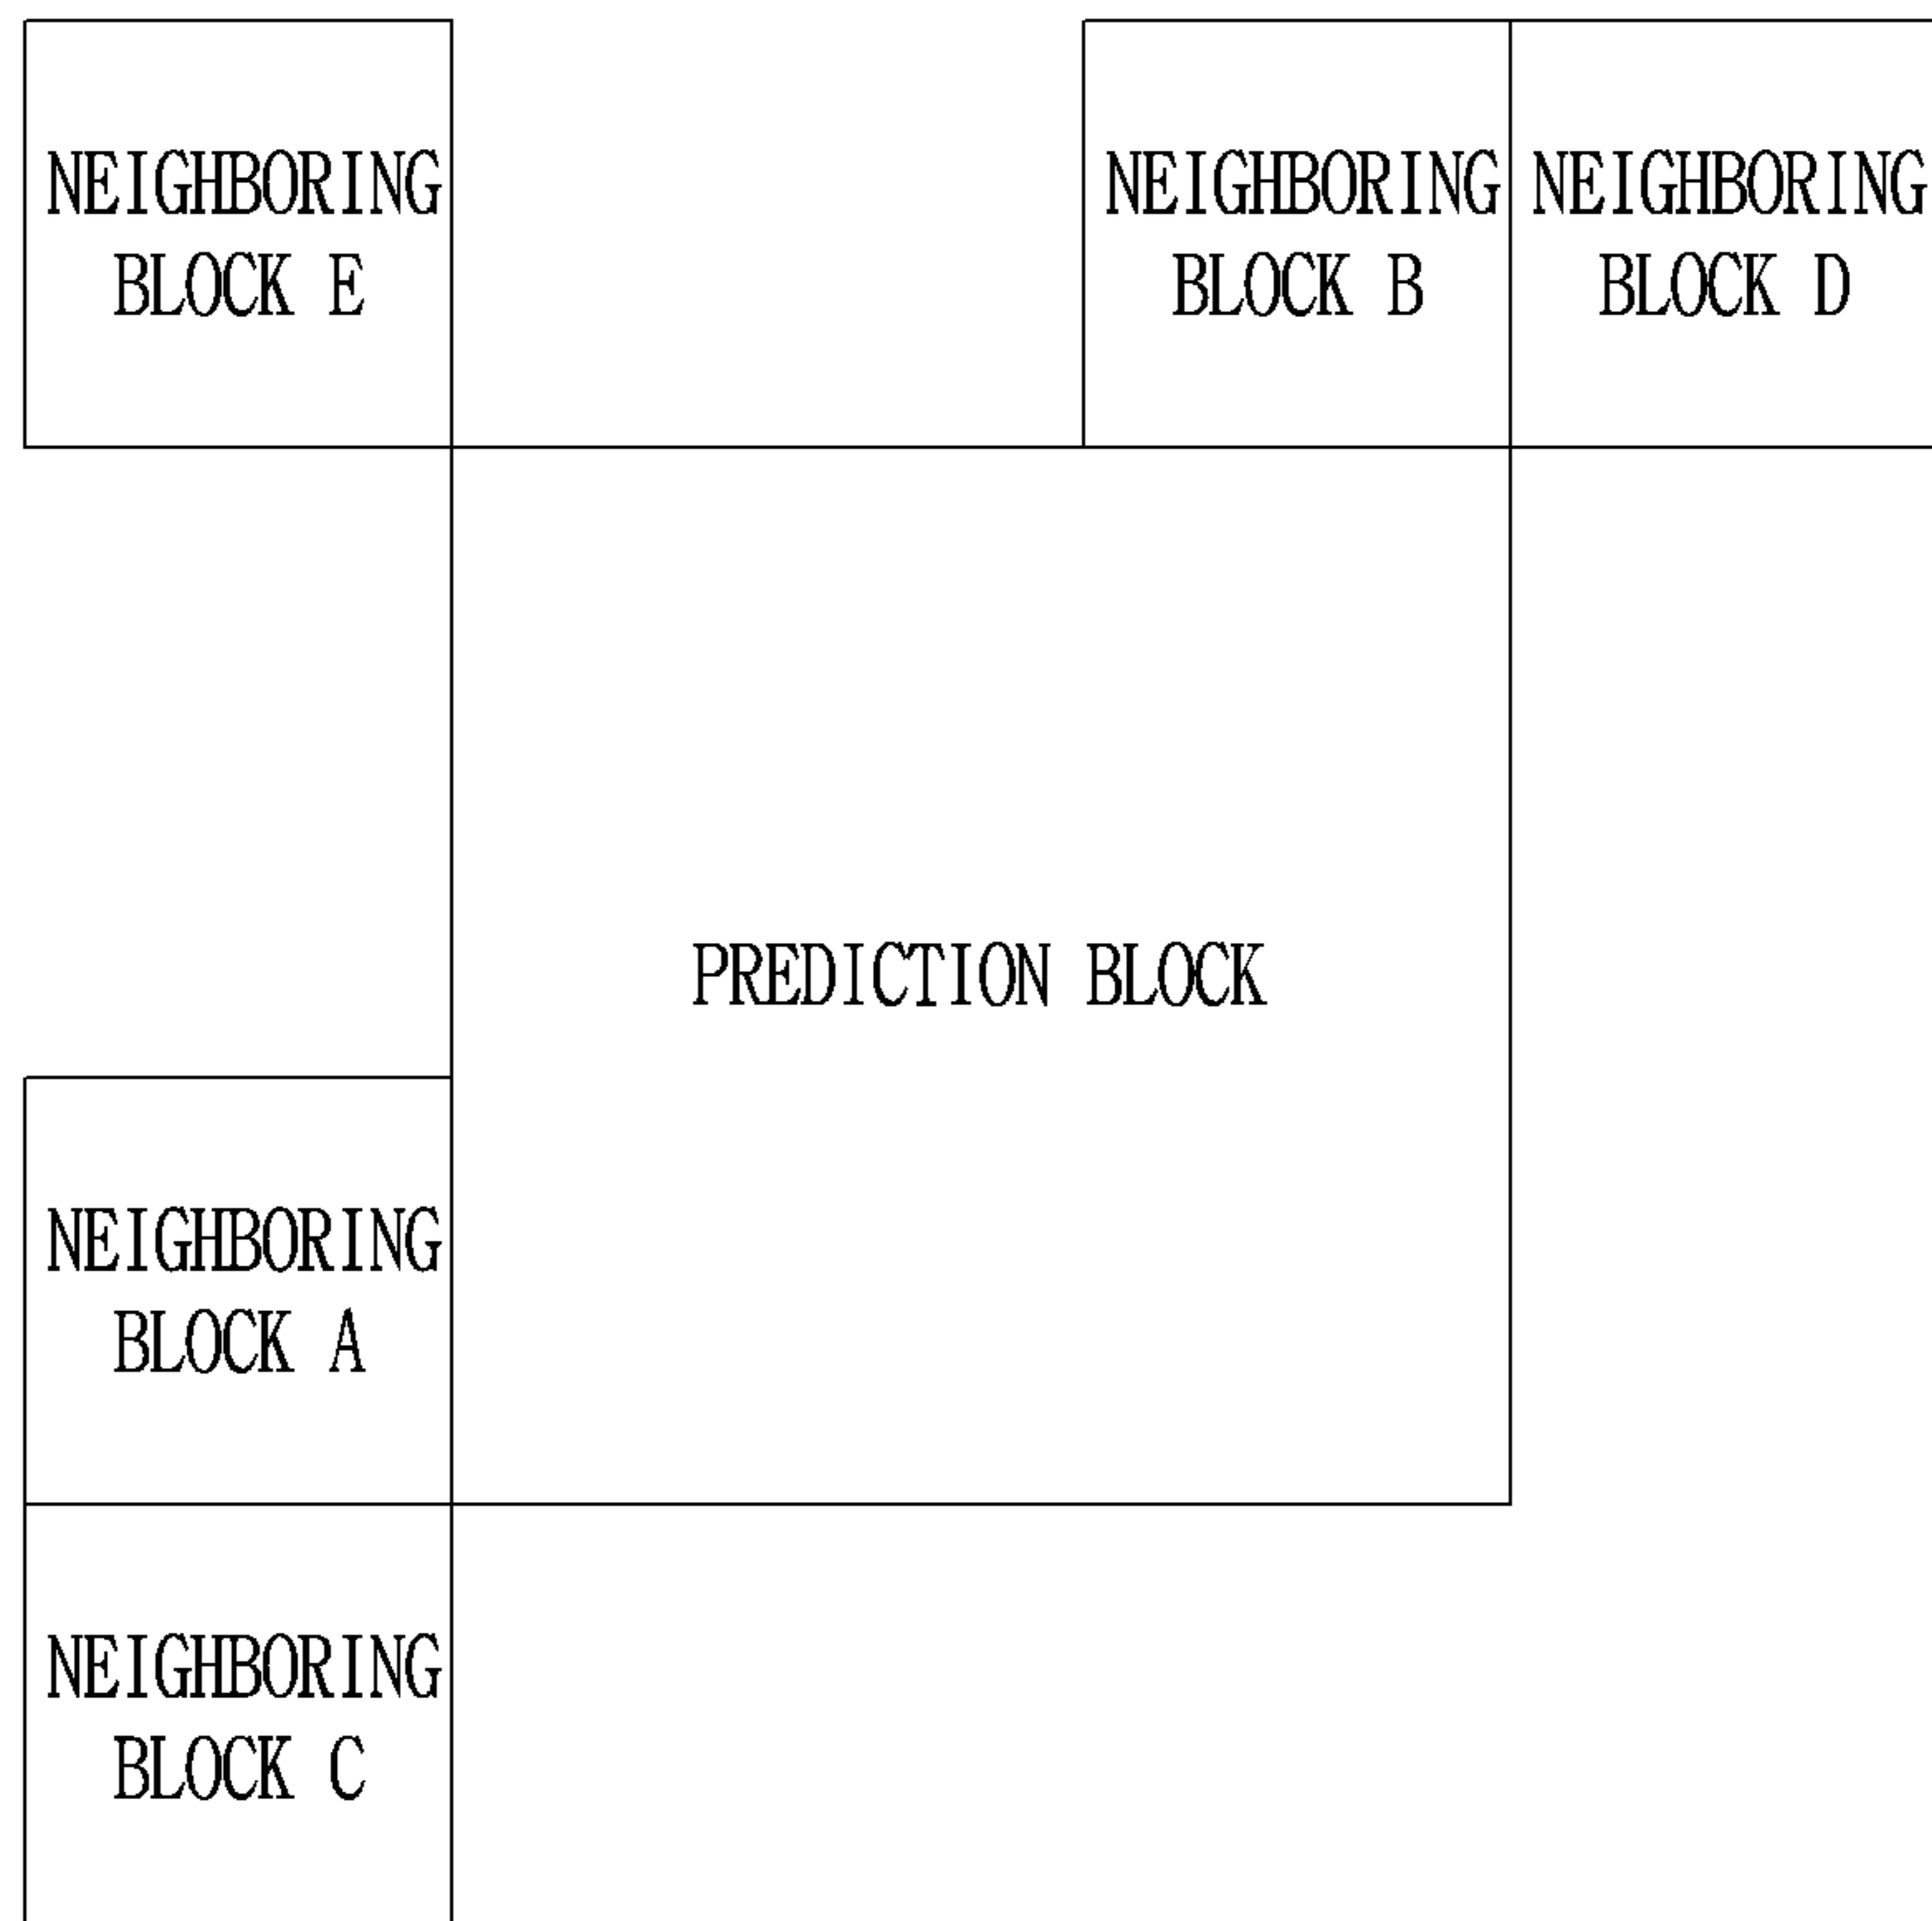 NEIGHBORING
BLOCK E
NEIGHBORING
BLOCK B
NEIGHBORING
BLOCK D
PREDICTION BLOCK
NEIGHBORING
BLOCK A
NEIGHBORING
BLOCK C